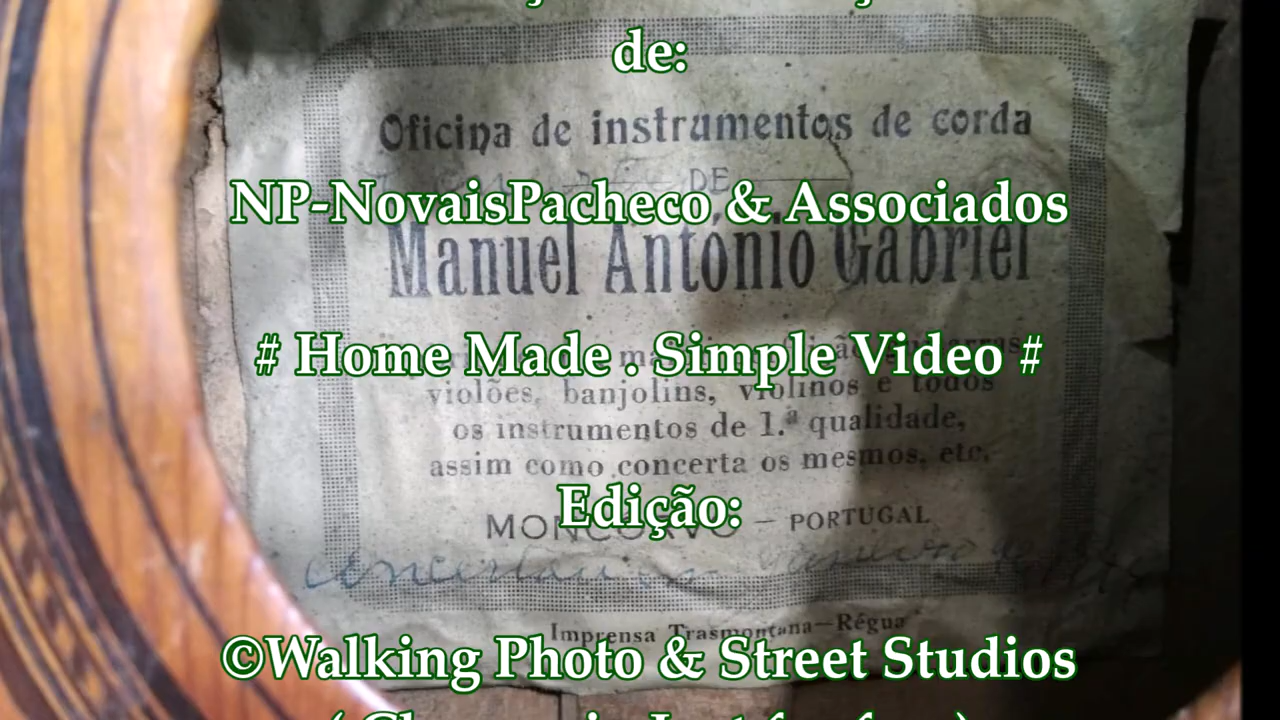 de:
Oficina de instrumentos de corda
DE
NP-NovaisPacheco & Associados
Manuel António Gabriel
# Home Made . Simple Video #
violões, banjolins, violinos e todos
os instrumentos de 1.ª qualidade,
assim como concerta os mesmos, etc.
Edição:
MONCORVO — PORTUGAL
Imprensa Trasmontana—Régua
©Walking Photo & Street Studios